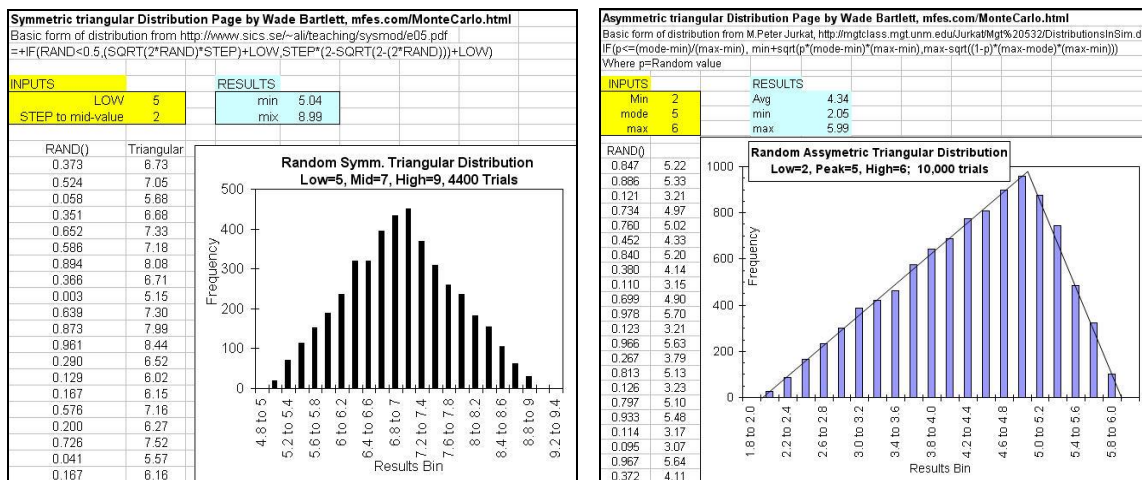 Symmetric triangular Distribution Page by Wade Bartlett, mfes.com/MonteCarlo.html
Basic form of distribution from http://www.sics.se/~ali/teaching/sysmod/e05.pdf
=+IF(RAND<0.5,(SQRT(2*RAND)*STEP)+LOW,STEP*(2-SQRT(2-(2*RAND)))+LOW)
INPUTS RESULTS
LOW 5 min 5.04
STEP to mid-value 2 mix 8.99
RAND() Triangular
0.373 6.73
0.524 7.05
0.058 5.68
0.351 6.68
0.652 7.33
0.586 7.18
0.894 8.08
0.366 6.71
0.003 5.15
0.639 7.30
0.873 7.99
0.961 8.44
0.290 6.52
0.129 6.02
0.167 6.15
0.576 7.16
0.200 6.27
0.726 7.52
0.041 5.57
0.167 6.16
Random Symm. Triangular Distribution
Low=5, Mid=7, High=9, 4400 Trials
Frequency
500
400
300
200
100
0
4.8 to 5
5.2 to 5.4
5.6 to 5.8
6 to 6.2
6.4 to 6.6
6.8 to 7
7.2 to 7.4
7.6 to 7.8
8 to 8.2
8.4 to 8.6
8.8 to 9
9.2 to 9.4
Results Bin
Asymmetric triangular Distribution Page by Wade Bartlett, mfes.com/MonteCarlo.html
Basic form of distribution from M.Peter Jurkat, http://mgtclass.mgt.unm.edu/Jurkat/Mgt%20532/DistributionsInSim.d
IF(p<=(mode-min)/(max-min), min+sqrt(p*(mode-min)*(max-min),max-sqrt((1-p)*(max-mode)*(max-min)))
Where p=Random value
INPUTS RESULTS
Min 2 Avg 4.34
mode 5 min 2.05
max 6 max 5.99
RAND()
0.847 5.22
0.886 5.33
0.121 3.21
0.734 4.97
0.760 5.02
0.452 4.33
0.840 5.20
0.380 4.14
0.110 3.15
0.699 4.90
0.978 5.70
0.123 3.21
0.966 5.63
0.267 3.79
0.813 5.13
0.126 3.23
0.797 5.10
0.933 5.48
0.114 3.17
0.095 3.07
0.967 5.64
0.372 4.11
Random Assymetric Triangular Distribution
Low=2, Peak=5, High=6; 10,000 trials
Frequency
1000
800
600
400
200
0
1.8 to 2.0
2.2 to 2.4
2.6 to 2.8
3.0 to 3.2
3.4 to 3.6
3.8 to 4.0
4.2 to 4.4
4.6 to 4.8
5.0 to 5.2
5.4 to 5.6
5.8 to 6.0
Results Bin